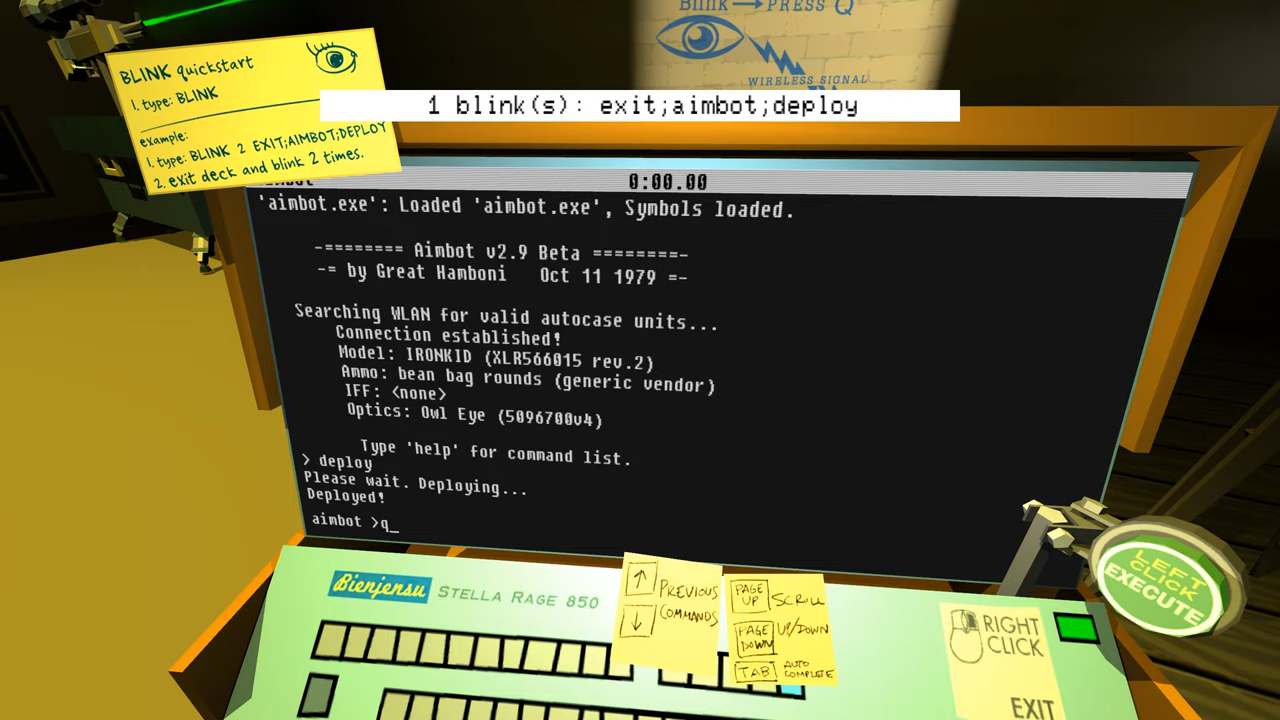 Blink → PRESS Q
WIRELESS SIGNAL
BLINK quickstart
1. type: BLINK
example:
1. type: BLINK 2 EXIT;AIMBOT;DEPLOY
2. exit deck and blink 2 times.
1 blink(s): exit;aimbot;deploy
0:00.00
'aimbot.exe': Loaded 'aimbot.exe', Symbols loaded.
-======== Aimbot v2.9 Beta ========-
-= by Great Hamboni Oct 11 1979 =-
Searching WLAN for valid autocase units...
Connection established!
Model: IRONKID (XLR566015 rev.2)
Ammo: bean bag rounds (generic vendor)
IFF: <none>
Optics: Owl Eye (5096700v4)
Type 'help' for command list.
> deploy
Please wait. Deploying...
Deployed!
aimbot >q_
LEFT
CLICK
EXECUTE
Bienjensu STELLA RAGE 850
↑ PREVIOUS
↓ COMMANDS
PAGE UP SCROLL
PAGE DOWN UP/DOWN
TAB AUTO COMPLETE
RIGHT
CLICK
EXIT